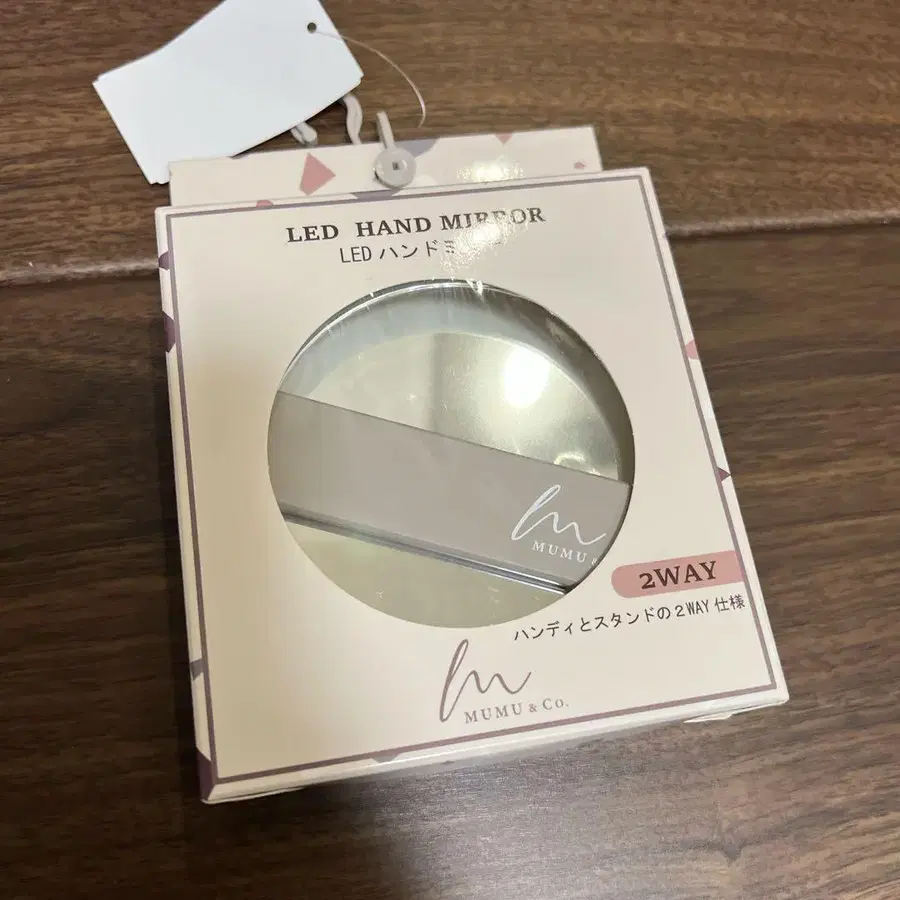 LED HAND MIRROR
LED ハンドミ
MUMU &
2WAY
ハンディとスタンドの2WAY仕様
MUMU & Co.